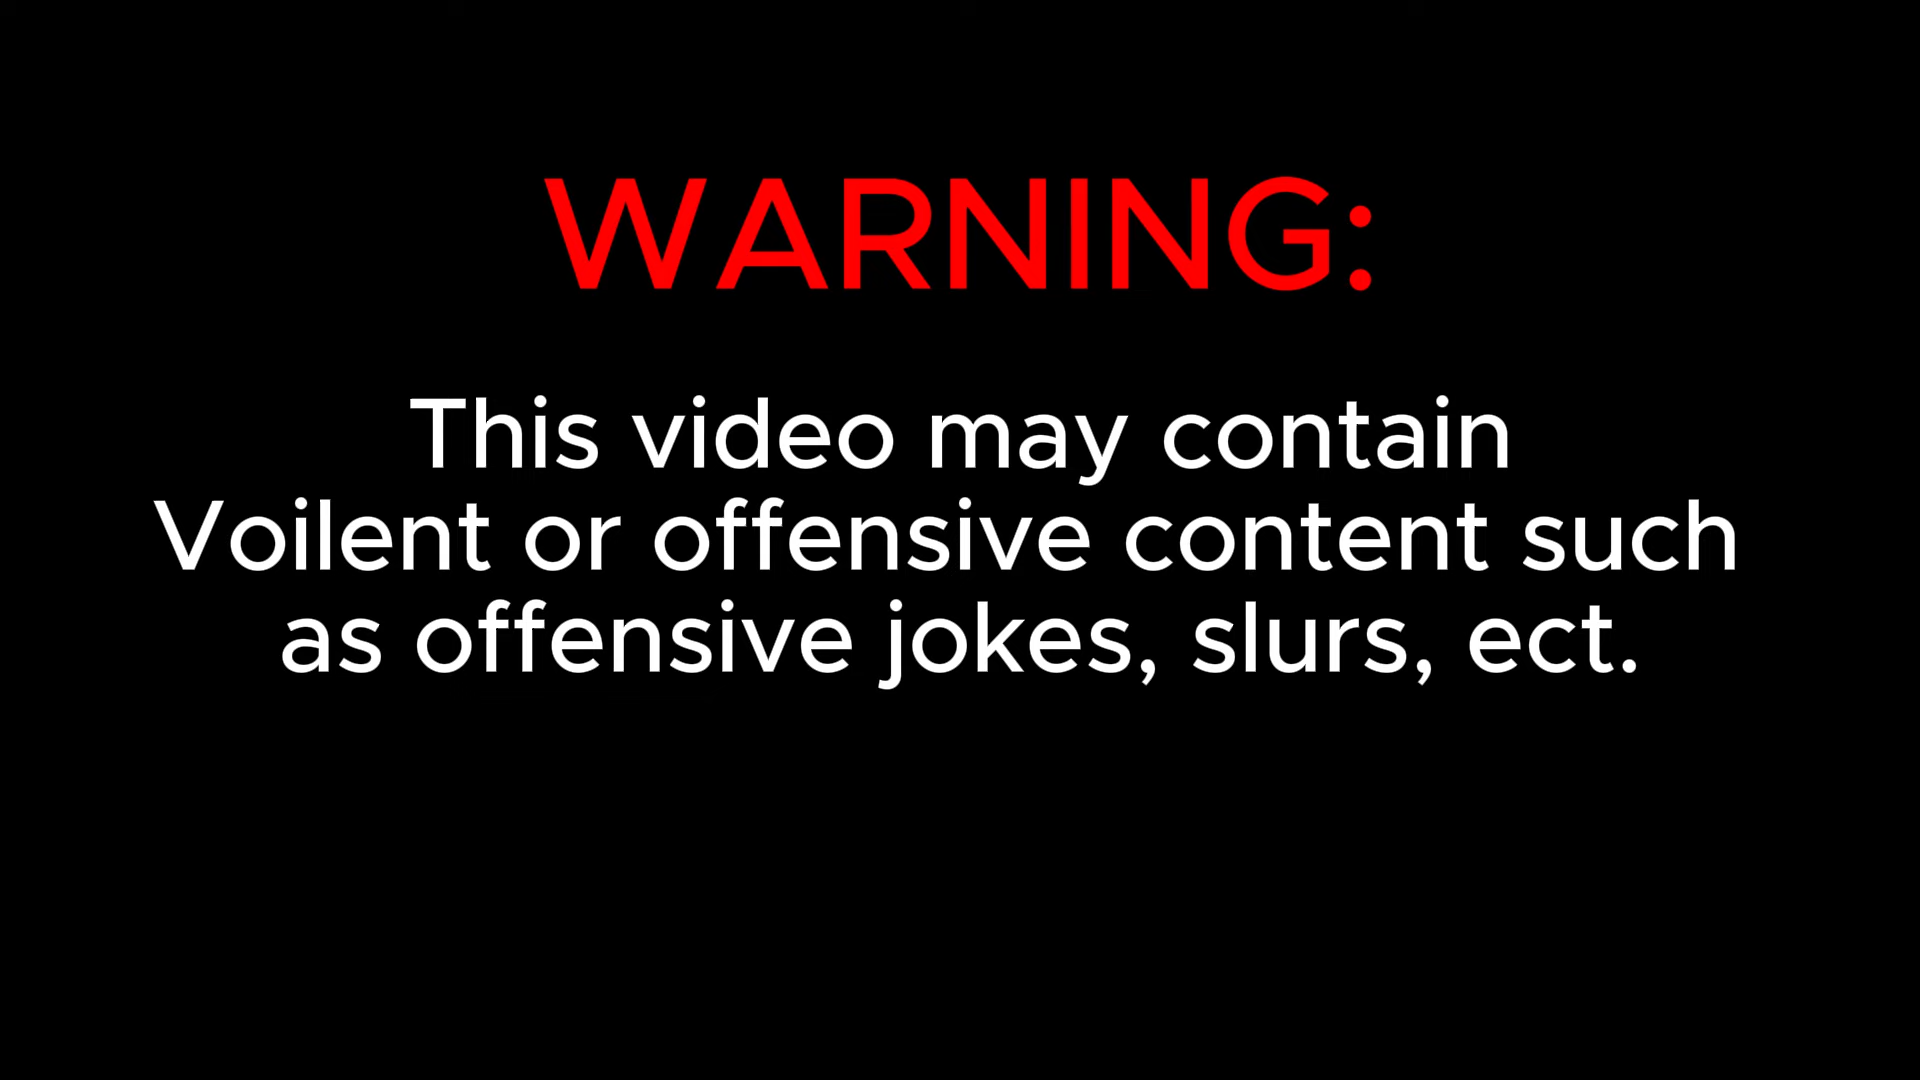 WARNING:
This video may contain
Voilent or offensive content such
as offensive jokes, slurs, ect.